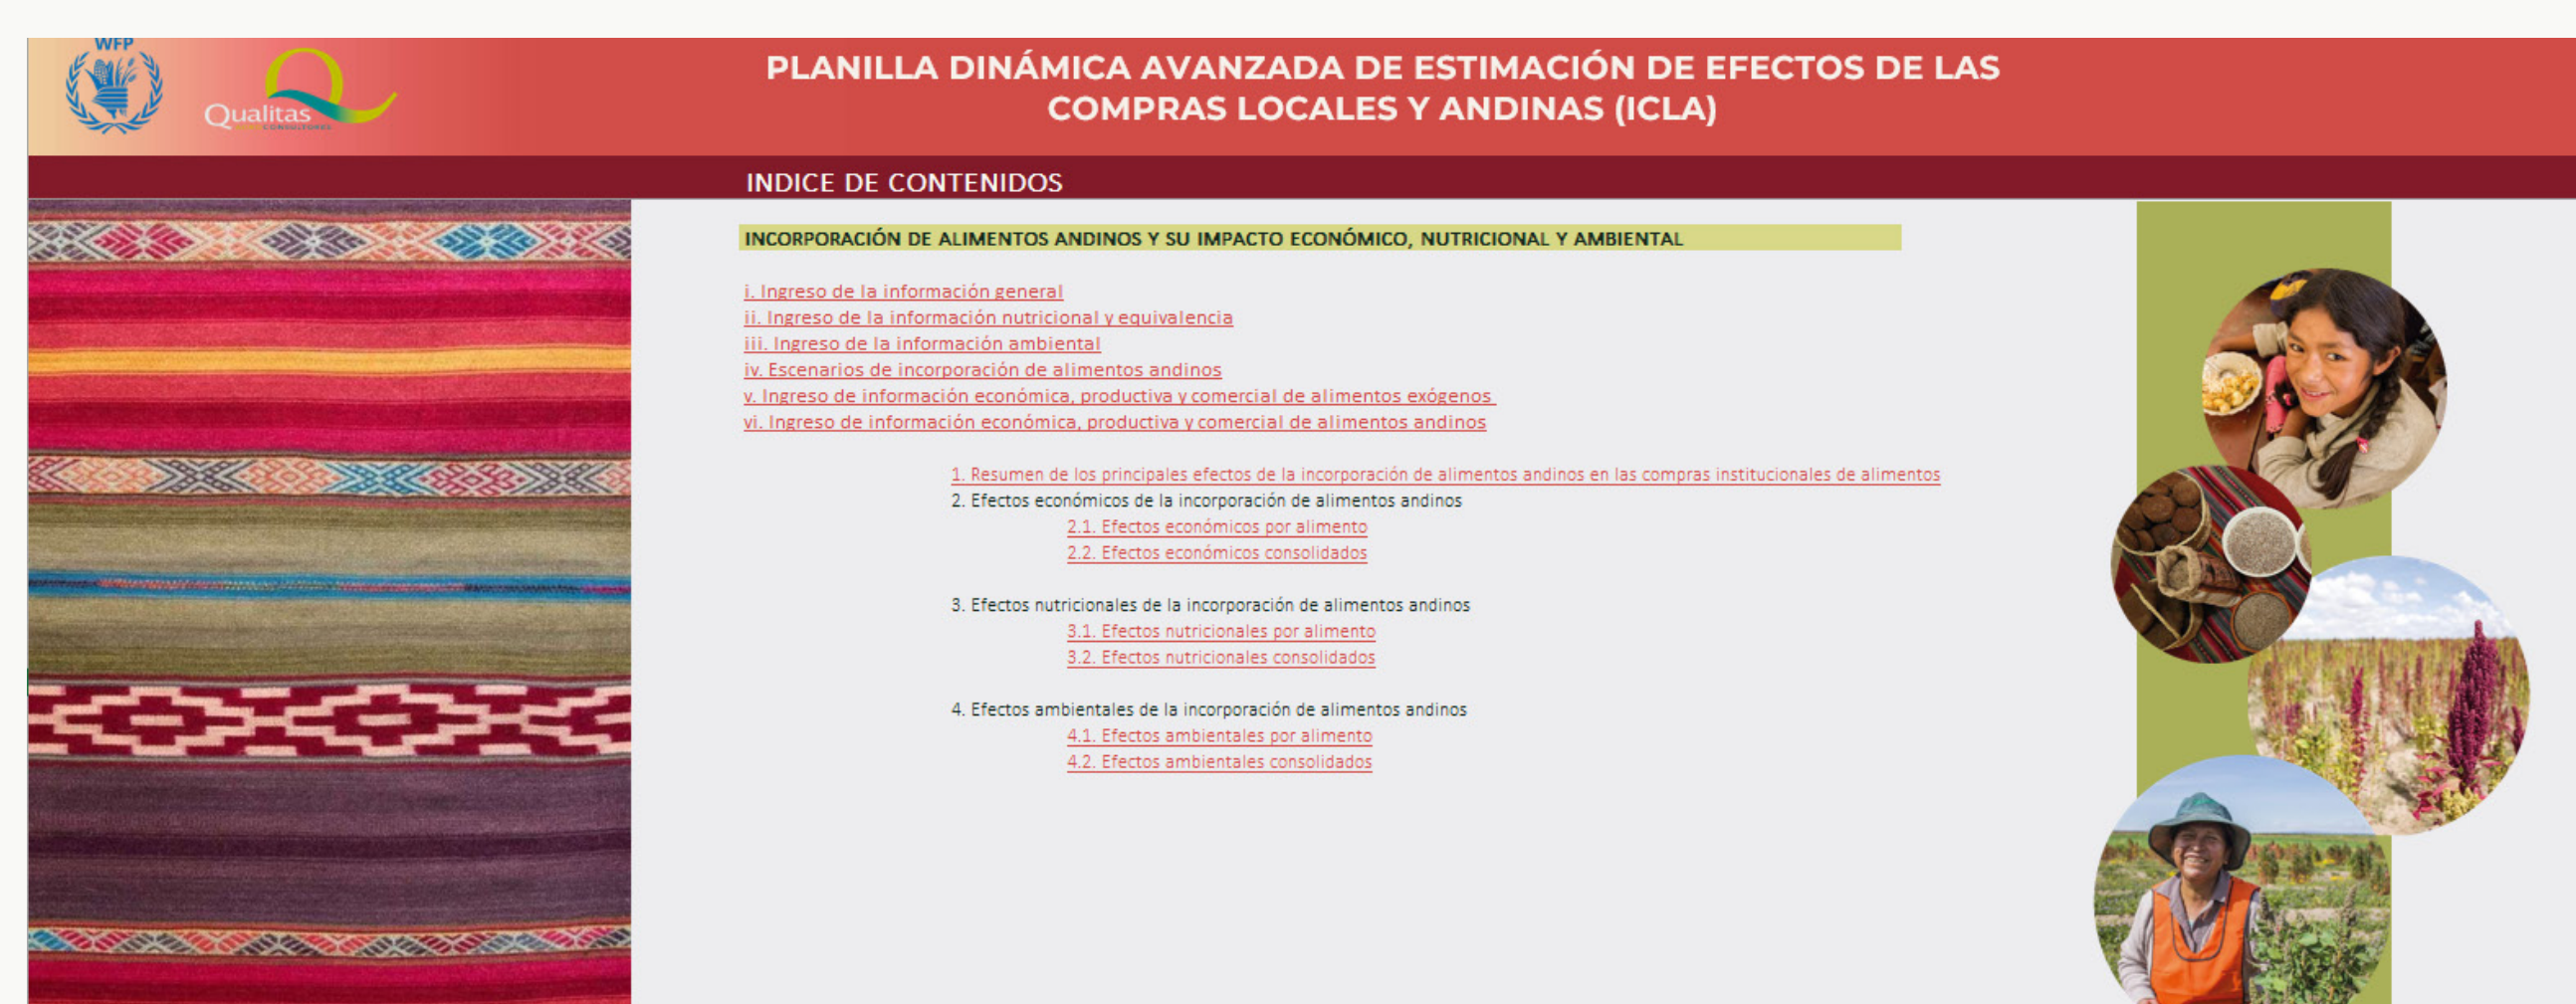 WFP
Qualitas
CONSULTORES
PLANILLA DINÁMICA AVANZADA DE ESTIMACIÓN DE EFECTOS DE LAS
COMPRAS LOCALES Y ANDINAS (ICLA)
INDICE DE CONTENIDOS
INCORPORACIÓN DE ALIMENTOS ANDINOS Y SU IMPACTO ECONÓMICO, NUTRICIONAL Y AMBIENTAL
i. Ingreso de la información general
ii. Ingreso de la información nutricional y equivalencia
iii. Ingreso de la información ambiental
iv. Escenarios de incorporación de alimentos andinos
v. Ingreso de información económica, productiva y comercial de alimentos exógenos
vi. Ingreso de información económica, productiva y comercial de alimentos andinos
1. Resumen de los principales efectos de la incorporación de alimentos andinos en las compras institucionales de alimentos
2. Efectos económicos de la incorporación de alimentos andinos
2.1. Efectos económicos por alimento
2.2. Efectos económicos consolidados
3. Efectos nutricionales de la incorporación de alimentos andinos
3.1. Efectos nutricionales por alimento
3.2. Efectos nutricionales consolidados
4. Efectos ambientales de la incorporación de alimentos andinos
4.1. Efectos ambientales por alimento
4.2. Efectos ambientales consolidados